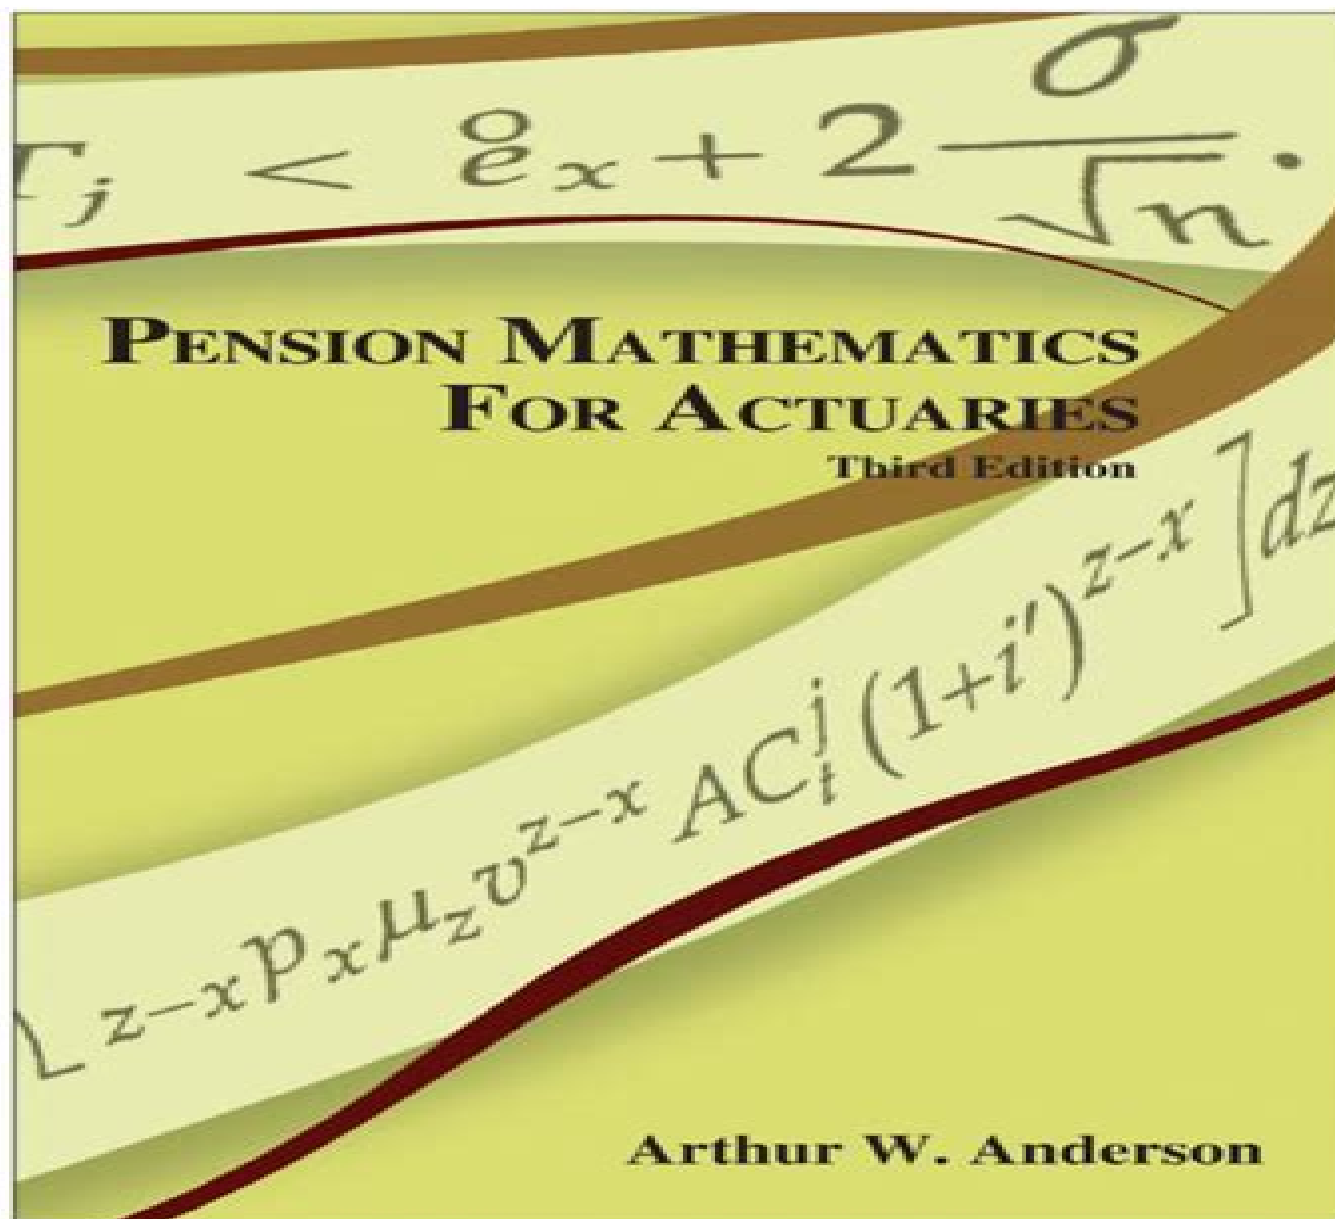 T_j < e̊_x + 2 σ/√n .
PENSION MATHEMATICS
FOR ACTUARIES
Third Edition
[ _{z-x}p_x μ_z v^{z-x} AC_t^j (1+i')^{z-x} ] dz
Arthur W. Anderson